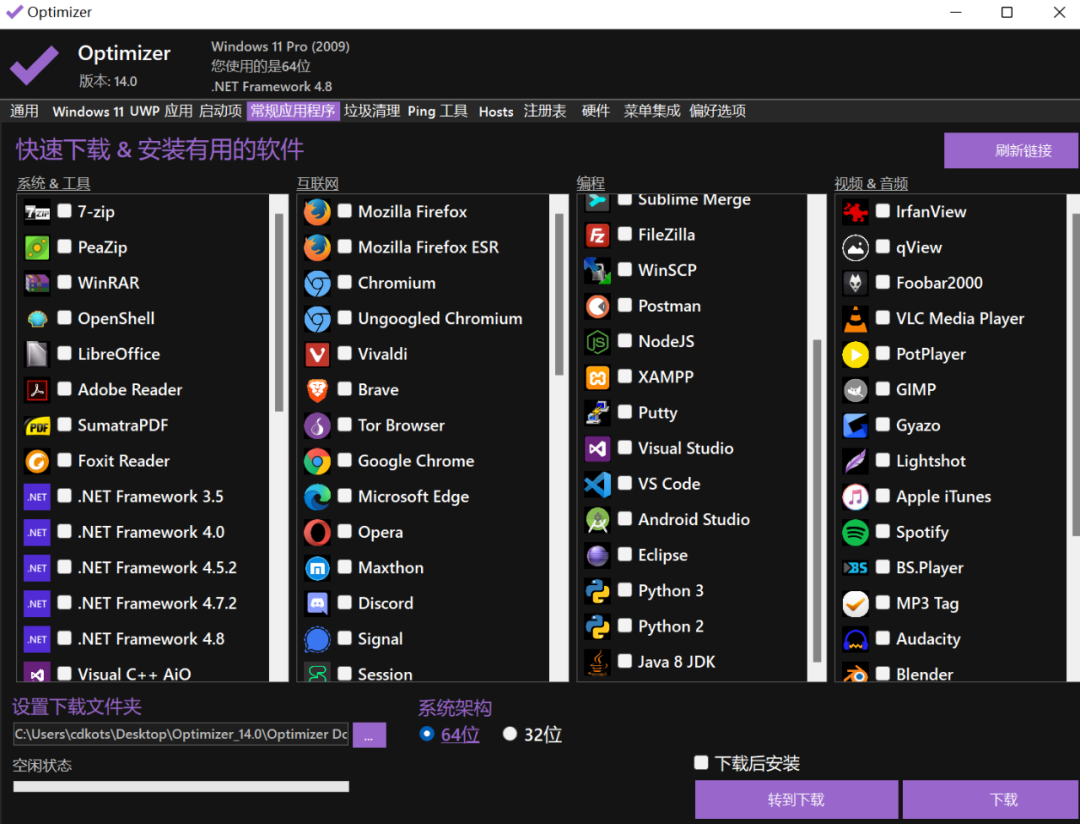 Optimizer
Optimizer
版本: 14.0
Windows 11 Pro (2009)
您使用的是64位
.NET Framework 4.8
通用 Windows 11 UWP 应用 启动项 常规应用程序 垃圾清理 Ping 工具 Hosts 注册表 硬件 菜单集成 偏好选项
快速下载 & 安装有用的软件
刷新链接
系统 & 工具
7-zip
PeaZip
WinRAR
OpenShell
LibreOffice
Adobe Reader
SumatraPDF
Foxit Reader
.NET Framework 3.5
.NET Framework 4.0
.NET Framework 4.5.2
.NET Framework 4.7.2
.NET Framework 4.8
Visual C++ AiO
互联网
Mozilla Firefox
Mozilla Firefox ESR
Chromium
Ungoogled Chromium
Vivaldi
Brave
Tor Browser
Google Chrome
Microsoft Edge
Opera
Maxthon
Discord
Signal
Session
编程
Sublime Merge
FileZilla
WinSCP
Postman
NodeJS
XAMPP
Putty
Visual Studio
VS Code
Android Studio
Eclipse
Python 3
Python 2
Java 8 JDK
视频 & 音频
IrfanView
qView
Foobar2000
VLC Media Player
PotPlayer
GIMP
Gyazo
Lightshot
Apple iTunes
Spotify
BS.Player
MP3 Tag
Audacity
Blender
设置下载文件夹
C:\Users\cdkots\Desktop\Optimizer_14.0\Optimizer Dc
...
空闲状态
系统架构
64位 32位
下载后安装
转到下载
下载